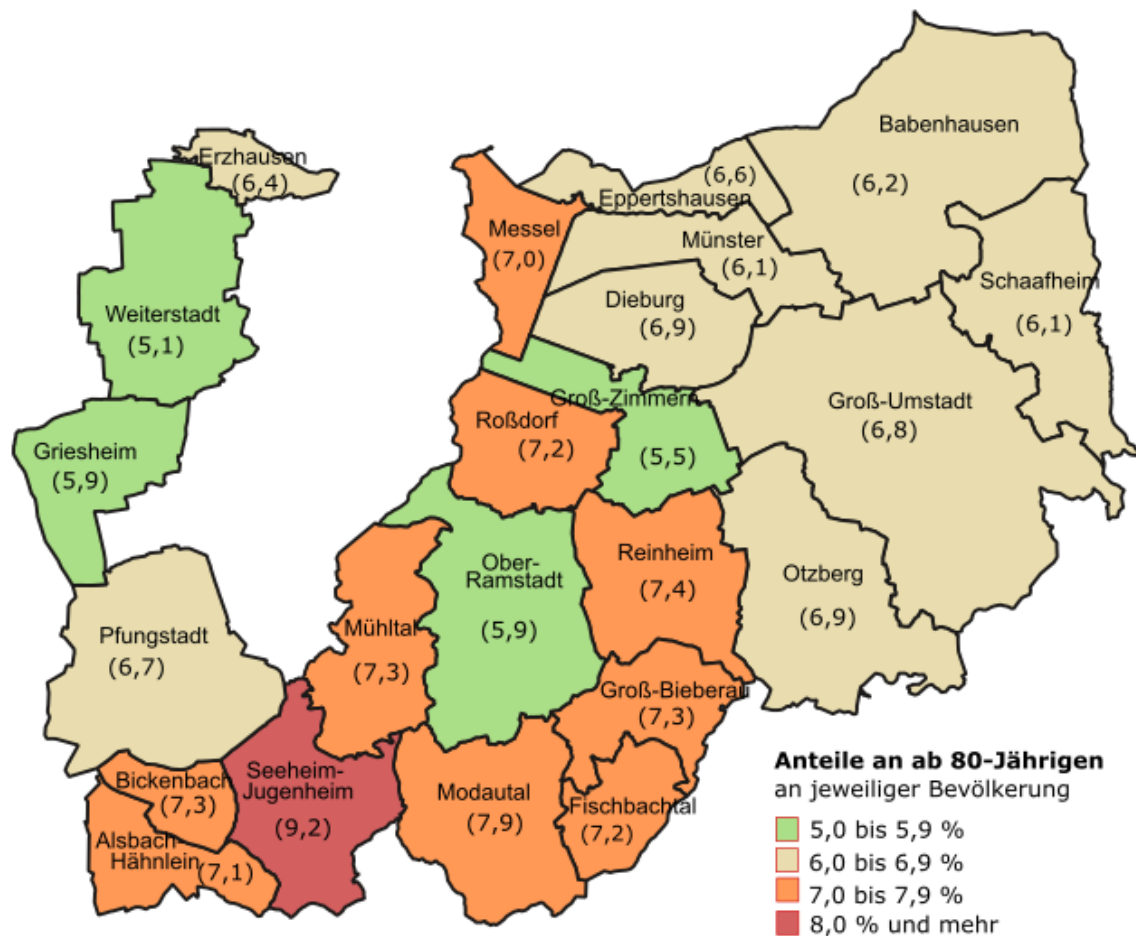 Babenhausen
(6,2)
Erzhausen
(6,4)
(6,6)
Eppertshausen
Messel
(7,0)
Münster
(6,1)
Schaafheim
(6,1)
Dieburg
(6,9)
Weiterstadt
(5,1)
Groß-Zimmern
(5,5)
Groß-Umstadt
(6,8)
Roßdorf
(7,2)
Griesheim
(5,9)
Reinheim
(7,4)
Ober-
Ramstadt
(5,9)
Otzberg
(6,9)
Mühltal
(7,3)
Pfungstadt
(6,7)
Groß-Bieberau
(7,3)
Seeheim-
Jugenheim
(9,2)
Bickenbach
(7,3)
Modautal
(7,9)
Fischbachtal
(7,2)
Alsbach-
Hähnlein
(7,1)
Anteile an ab 80-Jährigen
an jeweiliger Bevölkerung
5,0 bis 5,9 %
6,0 bis 6,9 %
7,0 bis 7,9 %
8,0 % und mehr